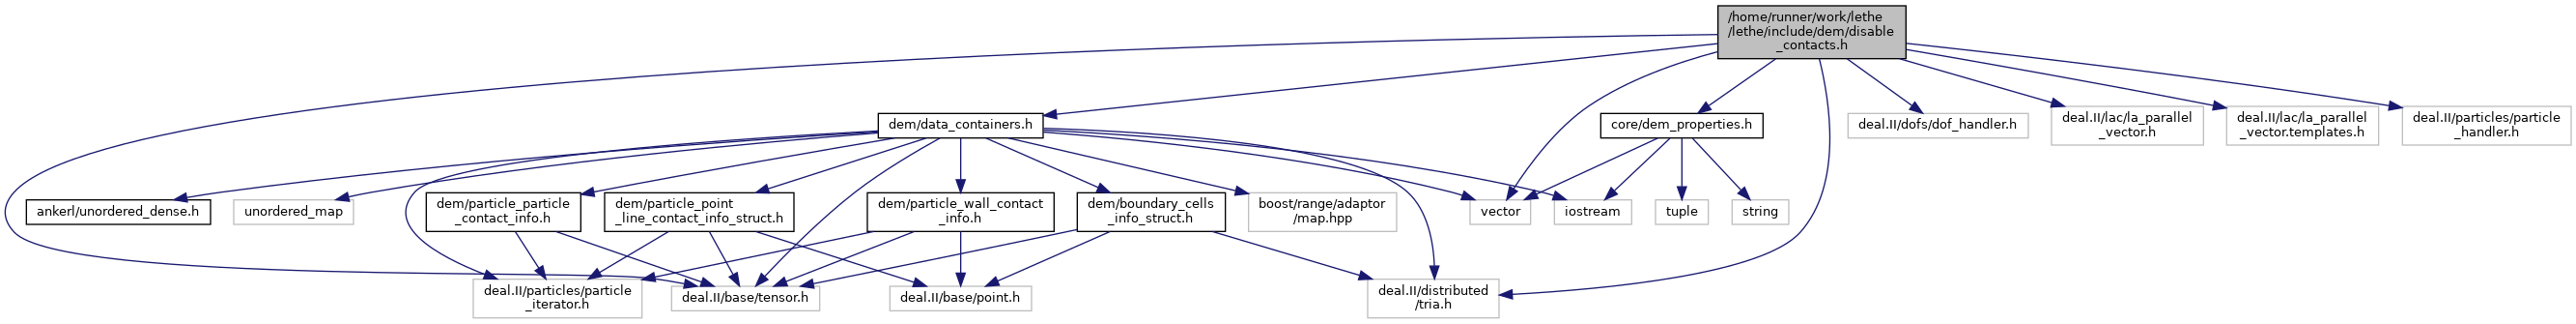 /home/runner/work/lethe
/lethe/include/dem/disable
_contacts.h
dem/data_containers.h
core/dem_properties.h
deal.II/dofs/dof_handler.h
deal.II/lac/la_parallel
_vector.h
deal.II/lac/la_parallel
_vector.templates.h
deal.II/particles/particle
_handler.h
ankerl/unordered_dense.h
unordered_map
dem/particle_particle
_contact_info.h
dem/particle_point
_line_contact_info_struct.h
dem/particle_wall_contact
_info.h
dem/boundary_cells
_info_struct.h
boost/range/adaptor
/map.hpp
vector
iostream
tuple
string
deal.II/particles/particle
_iterator.h
deal.II/base/tensor.h
deal.II/base/point.h
deal.II/distributed
/tria.h